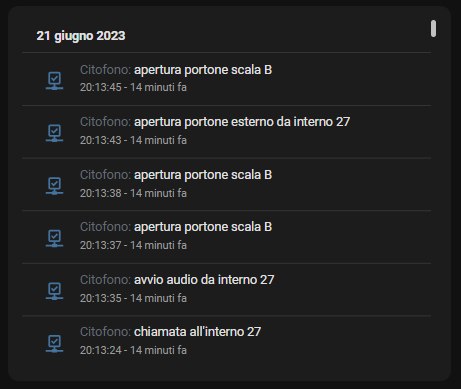 21 giugno 2023
Citofono: apertura portone scala B
20:13:45 - 14 minuti fa
Citofono: apertura portone esterno da interno 27
20:13:43 - 14 minuti fa
Citofono: apertura portone scala B
20:13:38 - 14 minuti fa
Citofono: apertura portone scala B
20:13:37 - 14 minuti fa
Citofono: avvio audio da interno 27
20:13:35 - 14 minuti fa
Citofono: chiamata all'interno 27
20:13:24 - 14 minuti fa